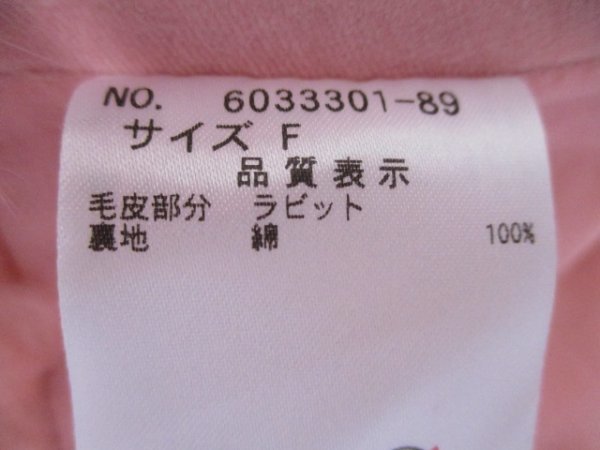 NO. 6033301-89
サイズ F
品質表示
毛皮部分 ラビット
裏地 綿 100%